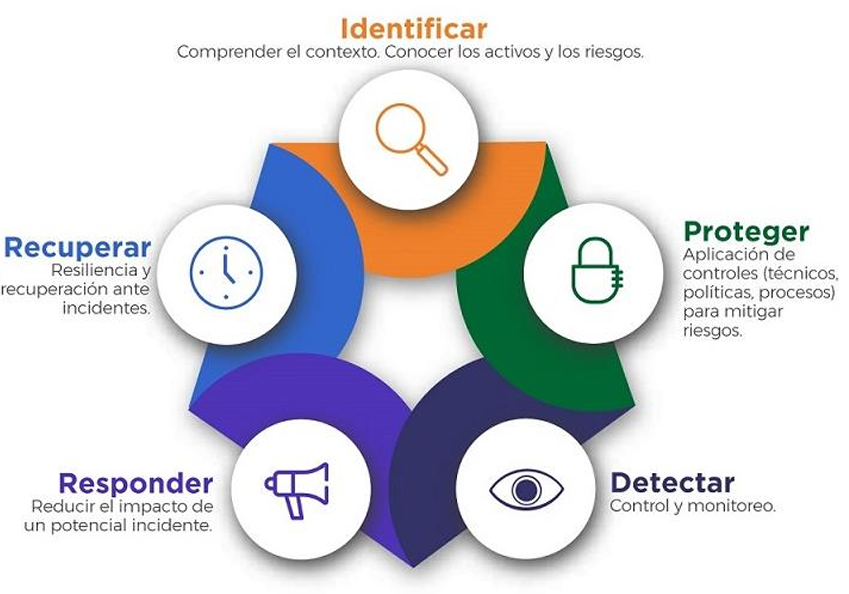 Identificar
Comprender el contexto. Conocer los activos y los riesgos.
Proteger
Aplicación de
controles (técnicos,
políticas, procesos)
para mitigar
riesgos.
Detectar
Control y monitoreo.
Responder
Reducir el impacto de
un potencial incidente.
Recuperar
Resiliencia y
recuperación ante
incidentes.